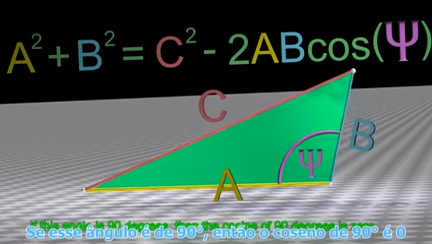 A² + B² = C² - 2ABcos(Ψ)
C
B
Ψ
A
Se esse ângulo é de 90°, então o coseno de 90° é 0